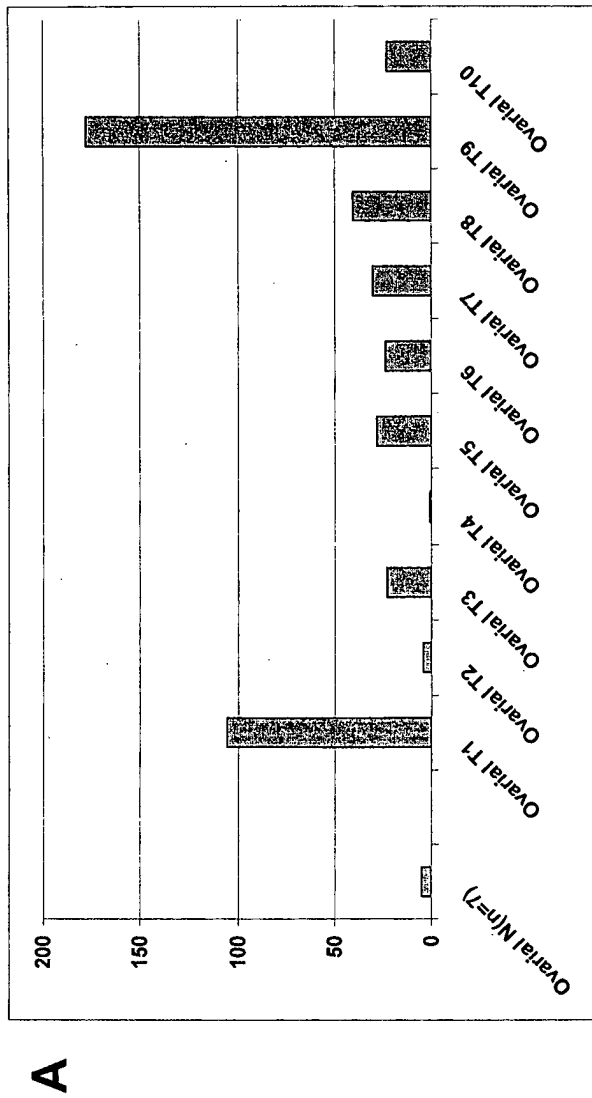 A
200
150
100
50
0
Ovarial N(n=7)
Ovarial T1
Ovarial T2
Ovarial T3
Ovarial T4
Ovarial T5
Ovarial T6
Ovarial T7
Ovarial T8
Ovarial T9
Ovarial T10